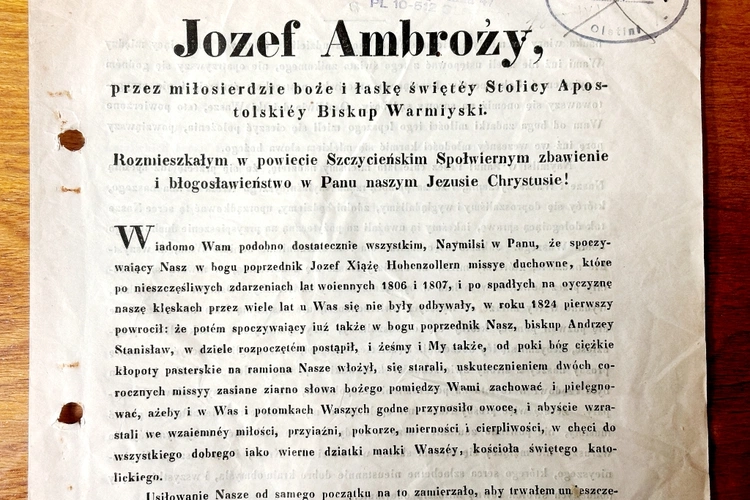 PL 10-612
Olsztyn
Jozef Ambroży,
przez miłosierdzie boże i łaskę świętéy Stolicy Apos-
tolskiéy Biskup Warmiyski.
Rozmieszkałym w powiecie Szczycieńskim Społwiernym zbawienie
i błogosławieństwo w Panu naszym Jezusie Chrystusie!
Wiadomo Wam podobno dostatecznie wszystkim, Naymilsi w Panu, że spoczy-
waiący Nasz w bogu poprzednik Jozef Xiążę Hohenzollern missye duchowne, które
po nieszczęśliwych zdarzeniach lat woiennych 1806 i 1807, i po spadłych na oyczyznę
naszę klęskach przez wiele lat u Was się nie były odbywały, w roku 1824 pierwszy
powrocił: że potém spoczywaiący iuż także w bogu poprzednik Nasz, biskup Andrzey
Stanisław, w dziele rozpoczętém postąpił, i żeśmy i My także, od poki bóg ciężkie
kłopoty pasterskie na ramiona Nasze włożył, się starali, uskutecznieniem dwóch co-
rocznych missyy zasiane ziarno słowa bożego pomiędzy Wami zachować i pielęgno-
wać, ażeby i w Was i potomkach Waszych godne przynosiło owoce, i abyście wzra-
stali we wzaiemnéy miłości, przyiaźni, pokorze, mierności i cierpliwości, w chęci do
wszystkiego dobrego iako wierne dziatki matki Waszéy, kościoła świętego kato-
lickiego.
Usiłowanie Nasze od samego początku na to zamierzało, aby trwałem uszczę-